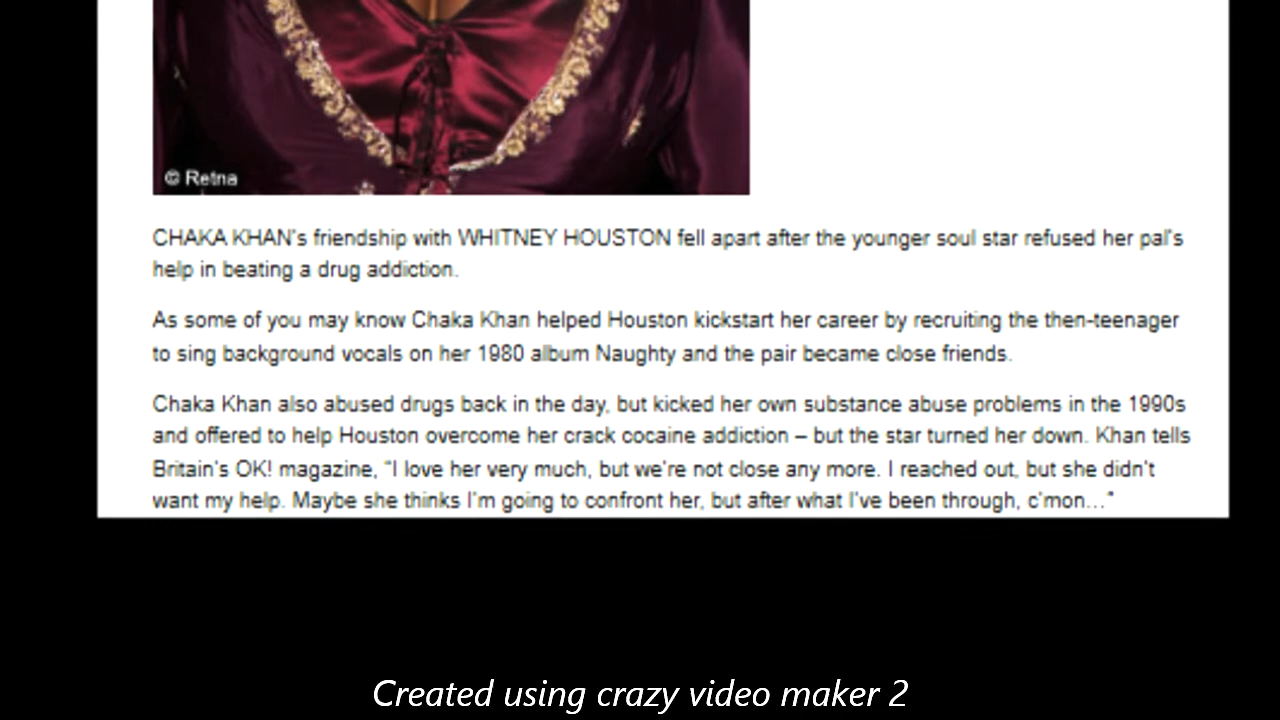 © Retna
CHAKA KHAN's friendship with WHITNEY HOUSTON fell apart after the younger soul star refused her pal's
help in beating a drug addiction.
As some of you may know Chaka Khan helped Houston kickstart her career by recruiting the then-teenager
to sing background vocals on her 1980 album Naughty and the pair became close friends.
Chaka Khan also abused drugs back in the day, but kicked her own substance abuse problems in the 1990s
and offered to help Houston overcome her crack cocaine addiction – but the star turned her down. Khan tells
Britain's OK! magazine, “I love her very much, but we're not close any more. I reached out, but she didn't
want my help. Maybe she thinks I'm going to confront her, but after what I've been through, c'mon…”
Created using crazy video maker 2